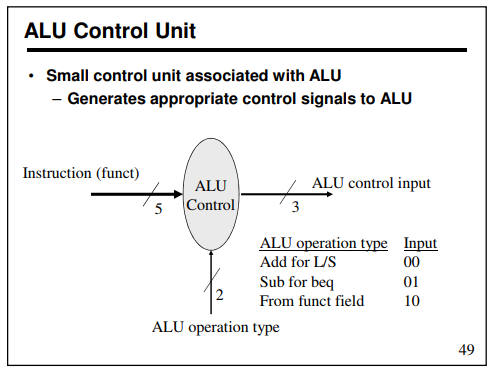 ALU Control Unit
• Small control unit associated with ALU
– Generates appropriate control signals to ALU
Instruction (funct)
5
ALU
Control
ALU control input
3
2
ALU operation type
ALU operation type Input
Add for L/S 00
Sub for beq 01
From funct field 10
49